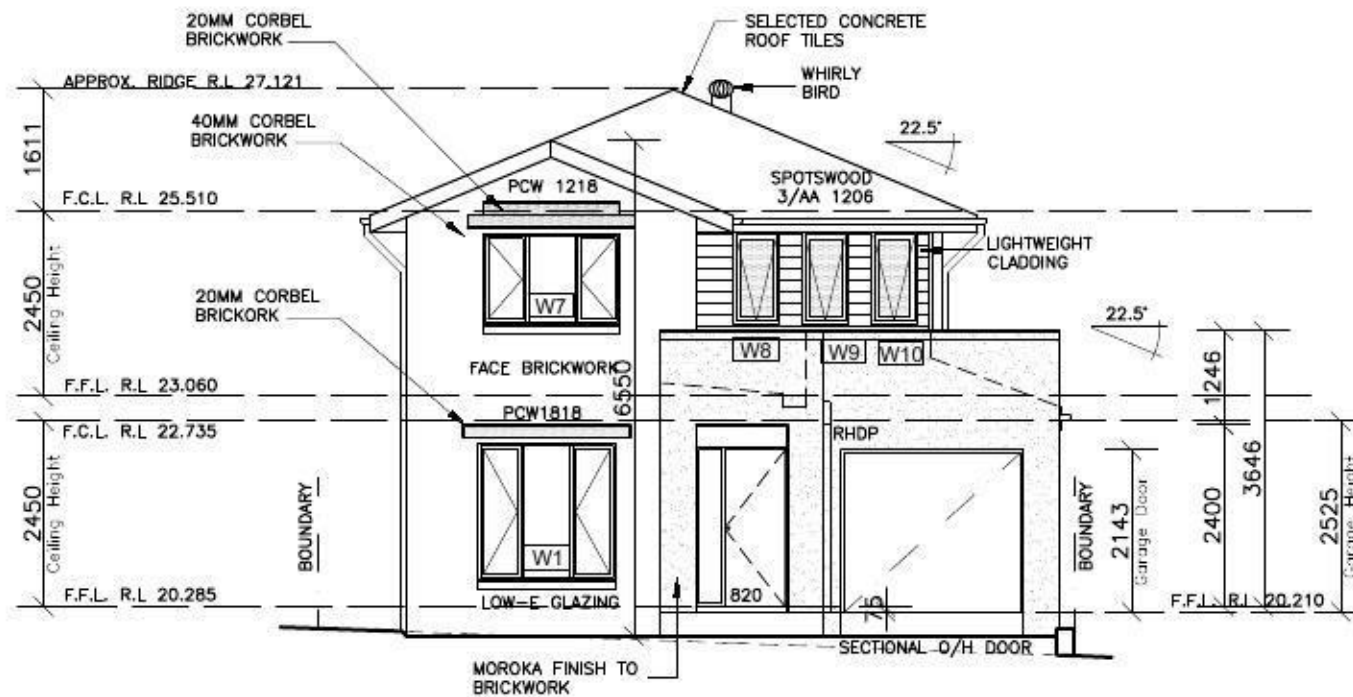 20MM CORBEL
BRICKWORK
SELECTED CONCRETE
ROOF TILES
APPROX. RIDGE R.L 27.121
WHIRLY
BIRD
40MM CORBEL
BRICKWORK
22.5°
1611
PCW 1218
SPOTSWOOD
3/AA 1206
F.C.L. R.L 25.510
LIGHTWEIGHT
CLADDING
2450
Ceiling Height
20MM CORBEL
BRICKORK
W7
22.5°
W8
W9
W10
FACE BRICKWORK
6550
1246
F.F.L. R.L 23.060
PCW1818
F.C.L. R.L 22.735
RHDP
3646
2450
Ceiling Height
BOUNDARY
BOUNDARY
2143
Garage Door
2400
2525
Garage Height
W1
F.F.L. R.L 20.285
LOW-E GLAZING
820
75
F.F.L. R.L 20.210
SECTIONAL O/H DOOR
MOROKA FINISH TO
BRICKWORK